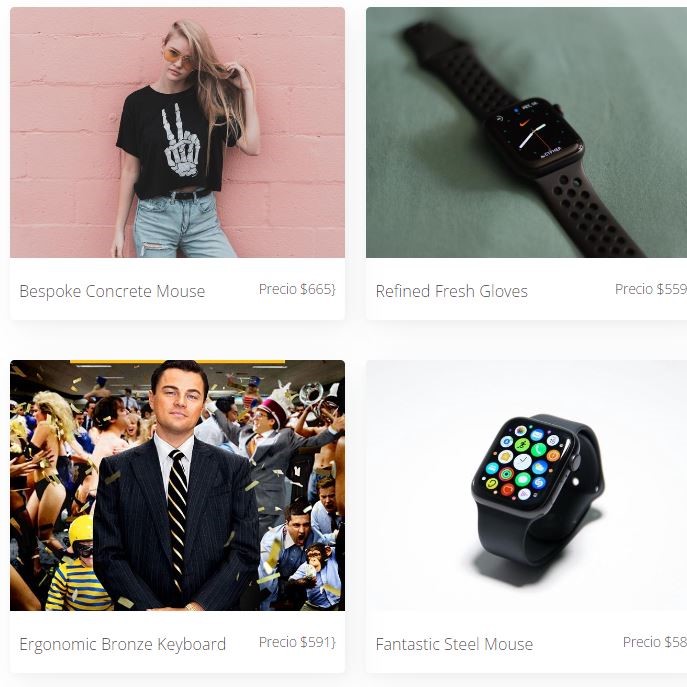 Bespoke Concrete Mouse
Precio $665}
Refined Fresh Gloves
Precio $559
Ergonomic Bronze Keyboard
Precio $591}
Fantastic Steel Mouse
Precio $58